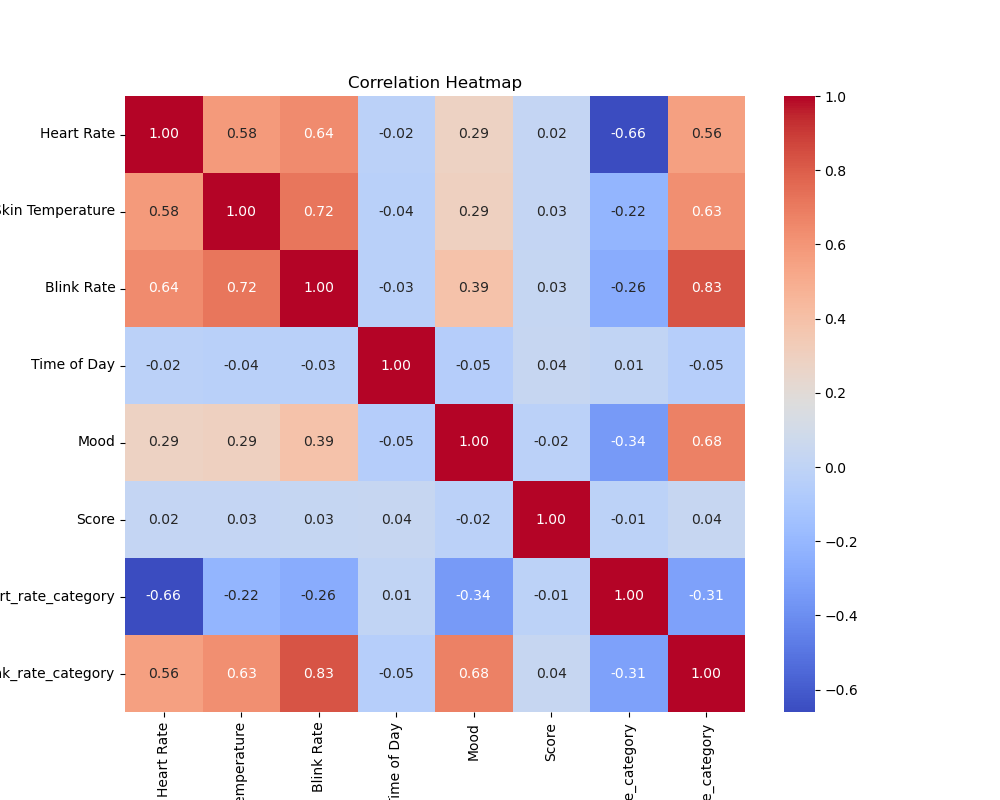 Correlation Heatmap
Heart Rate 1.00 0.58 0.64 -0.02 0.29 0.02 -0.66 0.56
kin Temperature 0.58 1.00 0.72 -0.04 0.29 0.03 -0.22 0.63
Blink Rate 0.64 0.72 1.00 -0.03 0.39 0.03 -0.26 0.83
Time of Day -0.02 -0.04 -0.03 1.00 -0.05 0.04 0.01 -0.05
Mood 0.29 0.29 0.39 -0.05 1.00 -0.02 -0.34 0.68
Score 0.02 0.03 0.03 0.04 -0.02 1.00 -0.01 0.04
rt_rate_category -0.66 -0.22 -0.26 0.01 -0.34 -0.01 1.00 -0.31
k_rate_category 0.56 0.63 0.83 -0.05 0.68 0.04 -0.31 1.00
Heart Rate
emperature
Blink Rate
ime of Day
Mood
Score
e_category
e_category
1.0
0.8
0.6
0.4
0.2
0.0
−0.2
−0.4
−0.6